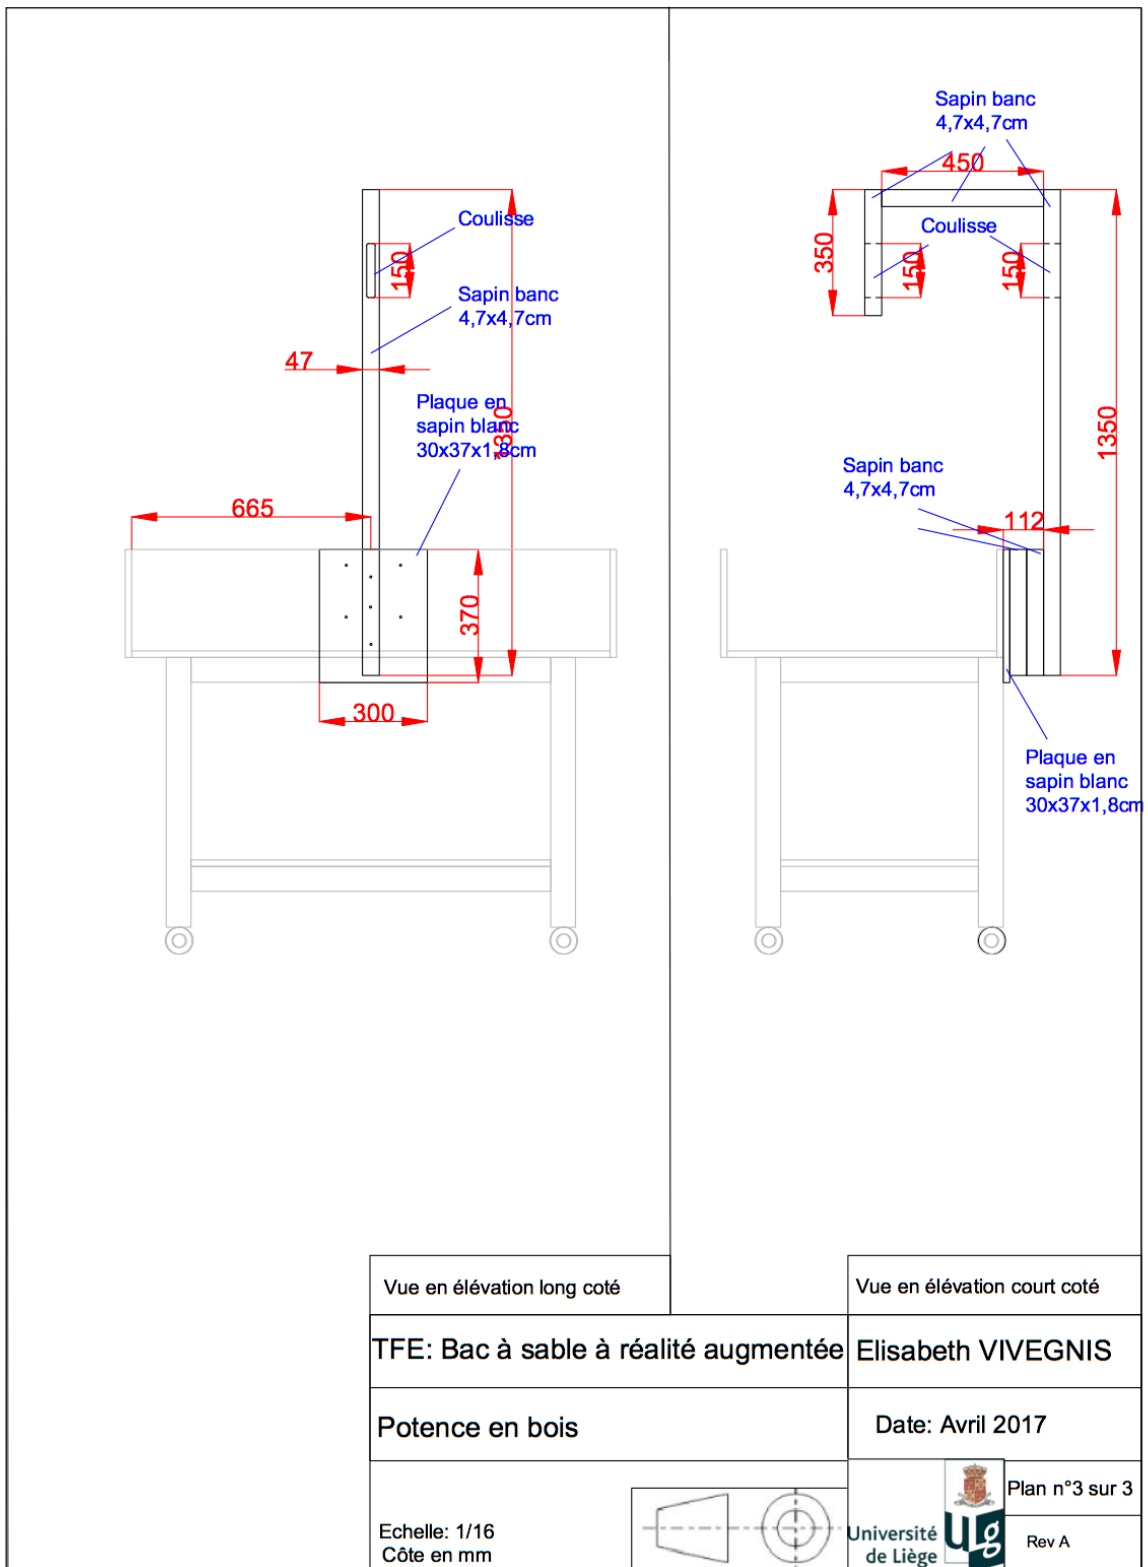 Coulisse
150
Sapin banc
4,7x4,7cm
47
1350
Plaque en
sapin blanc
30x37x1,8cm
665
370
300
Sapin banc
4,7x4,7cm
450
350
Coulisse
150
150
1350
Sapin banc
4,7x4,7cm
112
Plaque en
sapin blanc
30x37x1,8cm
Vue en élévation long coté
Vue en élévation court coté
TFE: Bac à sable à réalité augmentée
Elisabeth VIVEGNIS
Potence en bois
Date: Avril 2017
Echelle: 1/16
Côte en mm
Université
de Liège
ULg
Plan n°3 sur 3
Rev A